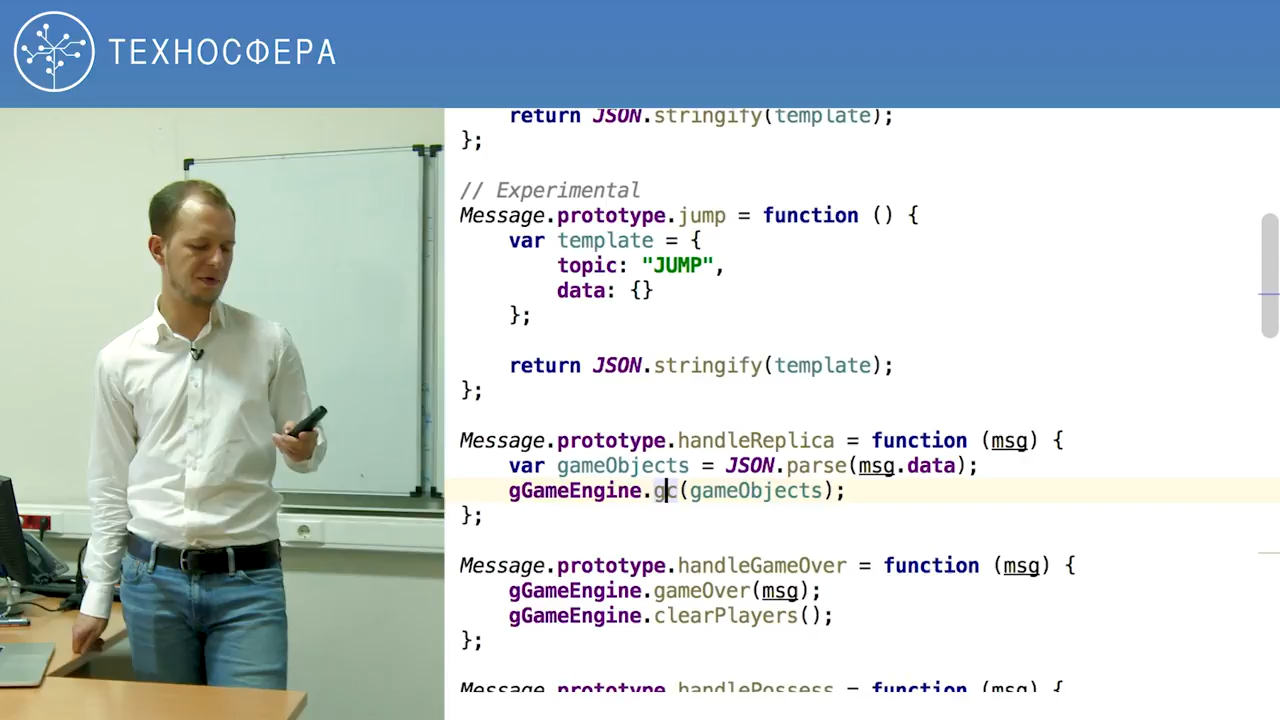 ТЕХНОСФЕРА
return JSON.stringify(template);
};
// Experimental
Message.prototype.jump = function () {
var template = {
topic: "JUMP",
data: {}
};
return JSON.stringify(template);
};
Message.prototype.handleReplica = function (msg) {
var gameObjects = JSON.parse(msg.data);
gGameEngine.gc(gameObjects);
};
Message.prototype.handleGameOver = function (msg) {
gGameEngine.gameOver(msg);
gGameEngine.clearPlayers();
};
Message.prototype.handlePossess = function (msg) {